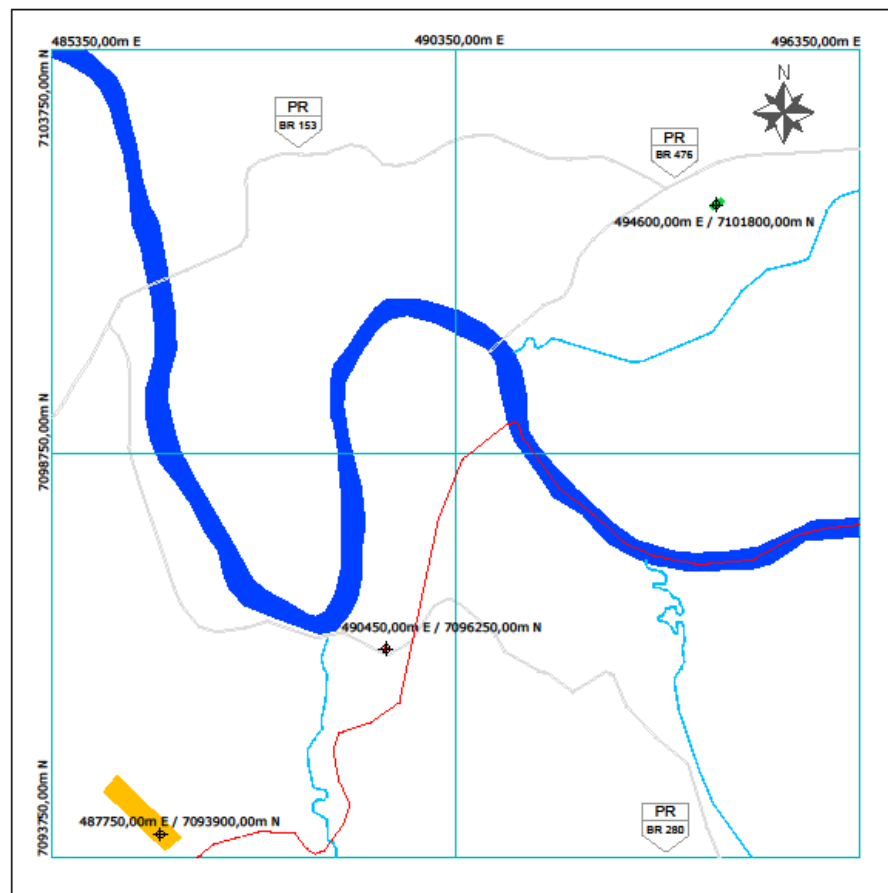 485350,00m E
490350,00m E
496350,00m E
7103750,00m N
N
PR
BR 153
PR
BR 476
494600,00m E / 7101800,00m N
7098750,00m N
490450,00m E / 7096250,00m N
7093750,00m N
487750,00m E / 7093900,00m N
PR
BR 280